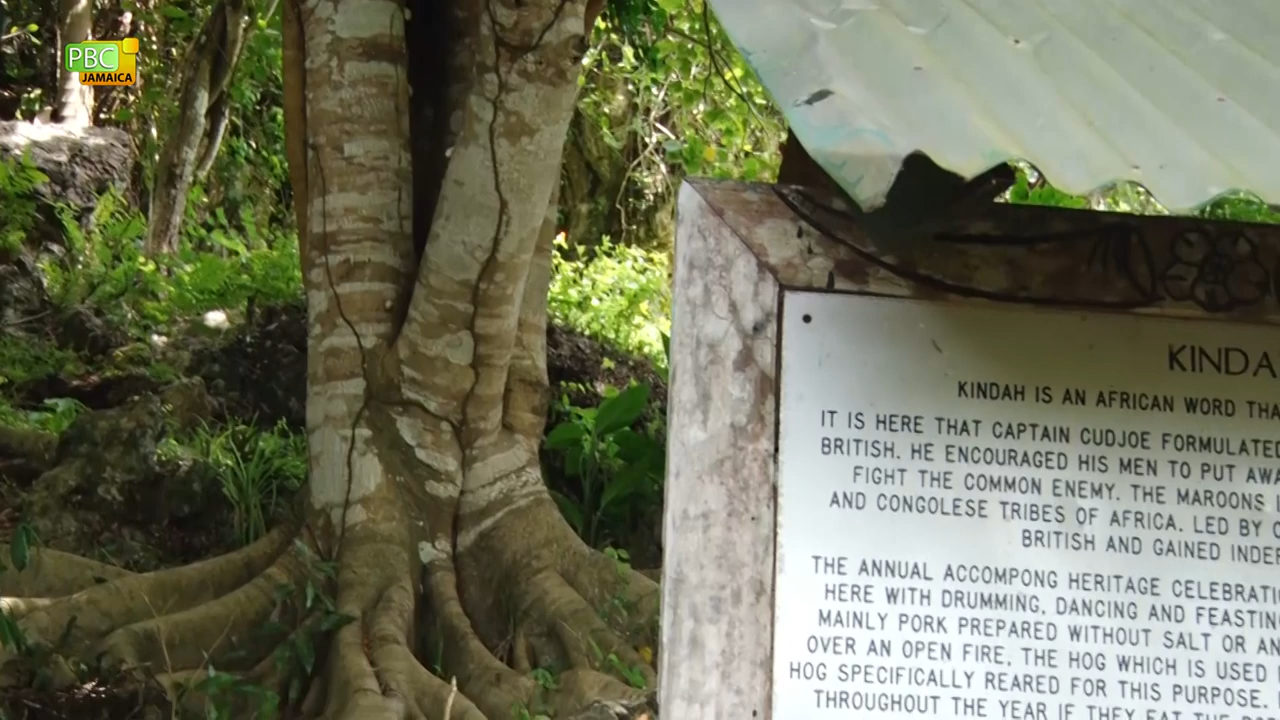 PBC
JAMAICA
KINDA
KINDAH IS AN AFRICAN WORD THA
IT IS HERE THAT CAPTAIN CUDJOE FORMULATED
BRITISH. HE ENCOURAGED HIS MEN TO PUT AWA
FIGHT THE COMMON ENEMY. THE MAROONS
AND CONGOLESE TRIBES OF AFRICA. LED BY C
BRITISH AND GAINED INDE
THE ANNUAL ACCOMPONG HERITAGE CELEBRATI
HERE WITH DRUMMING, DANCING AND FEASTING
MAINLY PORK PREPARED WITHOUT SALT OR AN
OVER AN OPEN FIRE, THE HOG WHICH IS USED
HOG SPECIFICALLY REARED FOR THIS PURPOSE.
THROUGHOUT THE YEAR IF THEY EAT THE